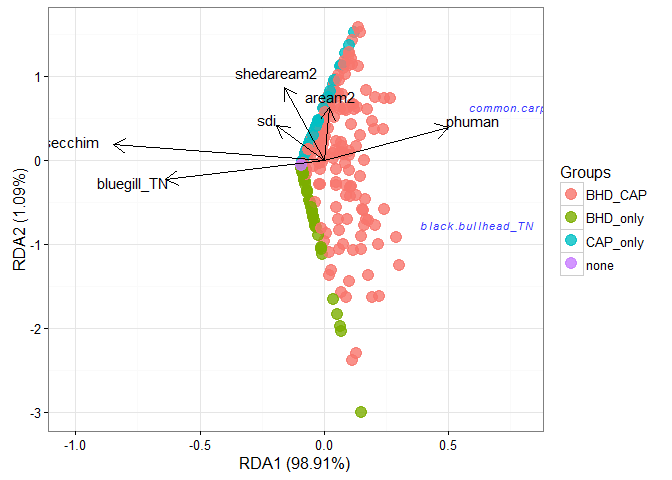 shedaream2
aream2
common.carp
sdi
phuman
secchim
bluegill_TN
black.bullhead_TN
1
0
-1
-2
-3
-1.0
-0.5
0.0
0.5
RDA2 (1.09%)
RDA1 (98.91%)
Groups
BHD_CAP
BHD_only
CAP_only
none